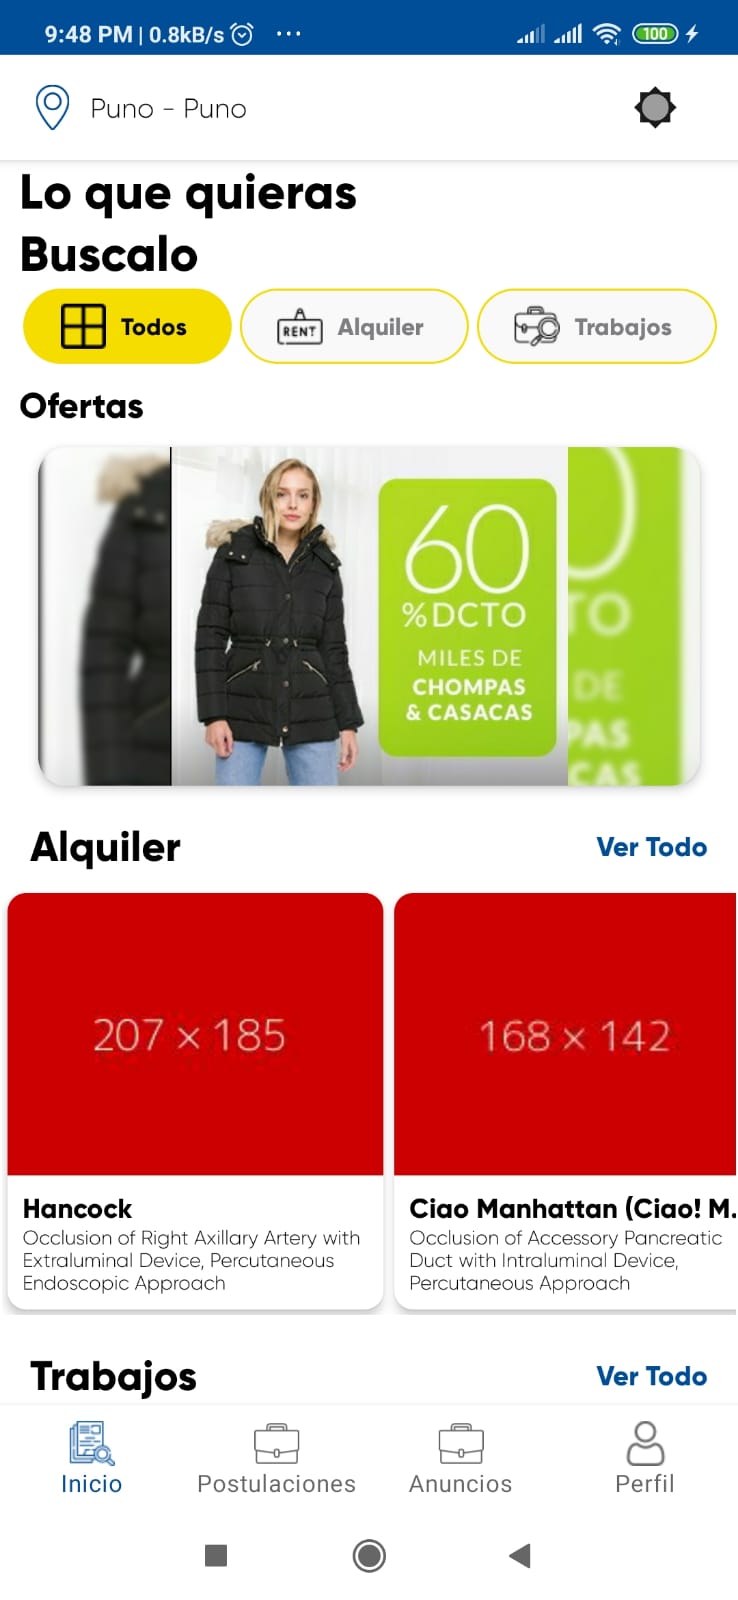 9:48 PM | 0.8kB/s ...
100
Puno - Puno
Lo que quieras
Buscalo
Todos
RENT
Alquiler
Trabajos
Ofertas
60
%DCTO
MILES DE
CHOMPAS
& CASACAS
TO
DE
PAS
CAS
Alquiler
Ver Todo
207 × 185
168 × 142
Hancock
Occlusion of Right Axillary Artery with
Extraluminal Device, Percutaneous
Endoscopic Approach
Ciao Manhattan (Ciao! M.
Occlusion of Accessory Pancreatic
Duct with Intraluminal Device,
Percutaneous Approach
Trabajos
Ver Todo
Inicio
Postulaciones
Anuncios
Perfil